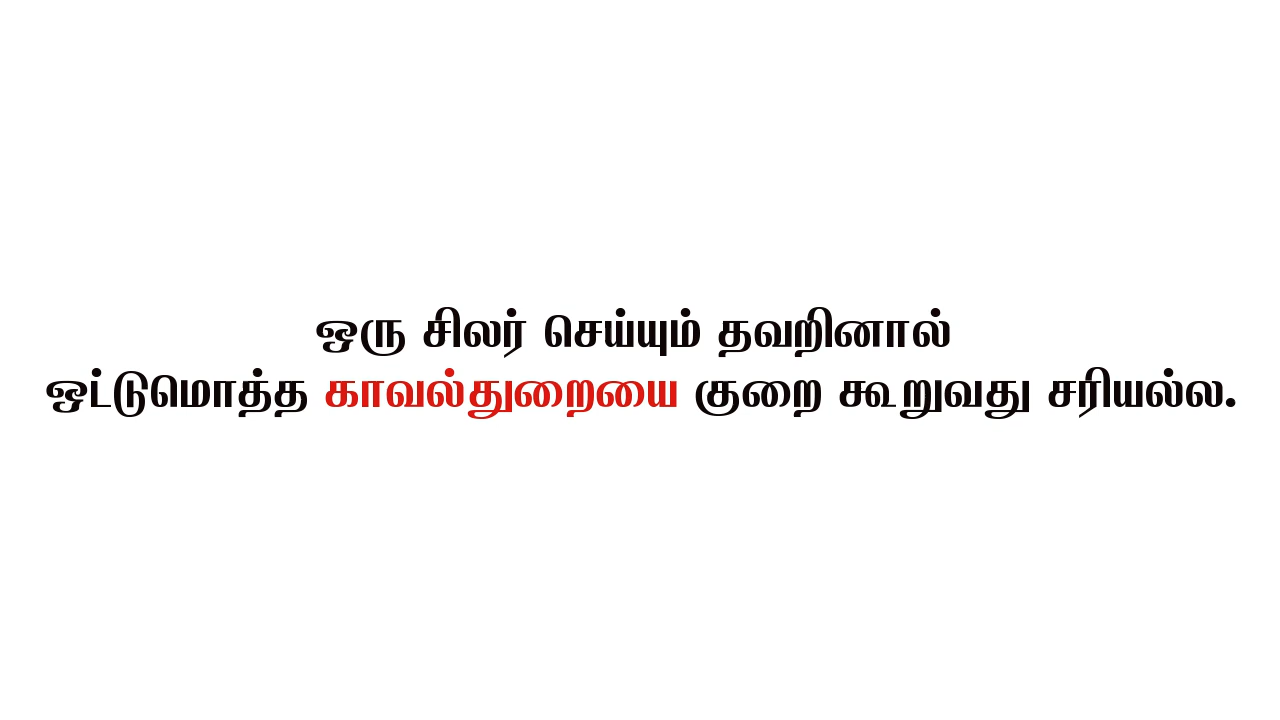 ஒரு சிலர் செய்யும் தவறினால்
ஒட்டுமொத்த காவல்துறையை குறை கூறுவது சரியல்ல.